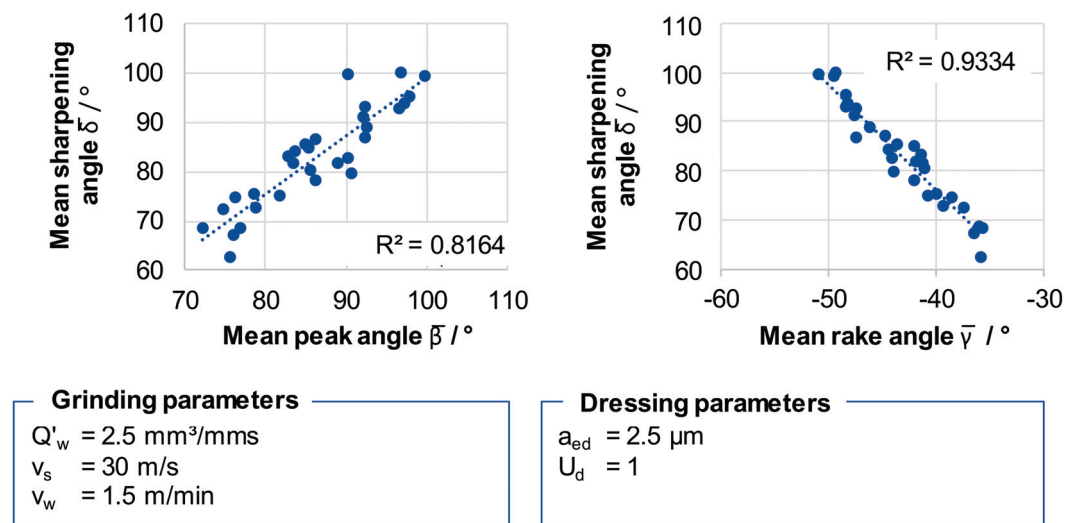 Mean sharpening
angle δ̅ / °
100
90
80
70
60
R² = 0.8164
70 80 90 100 110
Mean peak angle β̅ / °
Mean sharpening
angle δ̅ / °
100
90
80
70
60
R² = 0.9334
-60 -50 -40 -30
Mean rake angle γ̅ / °
Grinding parameters
Q'w = 2.5 mm³/mms
vs = 30 m/s
vw = 1.5 m/min
Dressing parameters
aed = 2.5 µm
Ud = 1